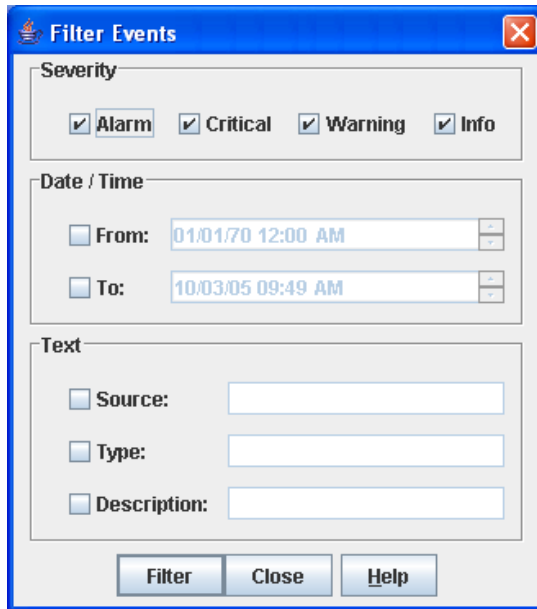 Filter Events
Severity
Alarm Critical Warning Info
Date / Time
From: 01/01/70 12:00 AM
To: 10/03/05 09:49 AM
Text
Source:
Type:
Description:
Filter Close Help